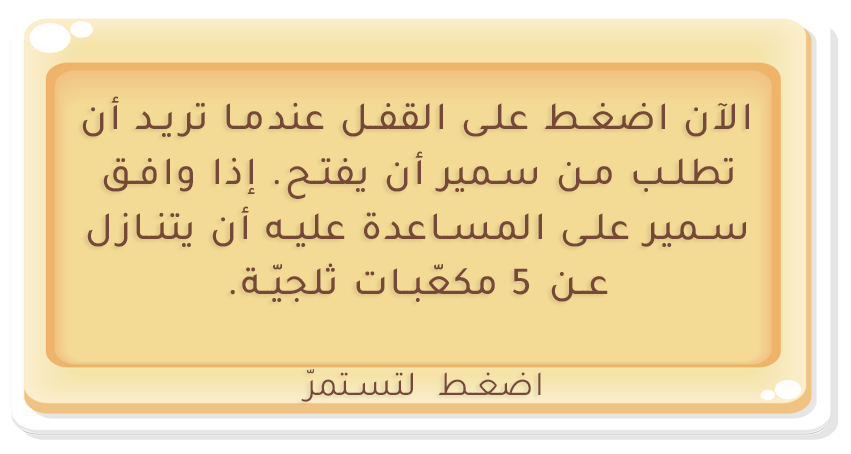 الآن اضغط على القفل عندما تريد أن
تطلب من سمير أن يفتح. إذا وافق
سمير على المساعدة عليه أن يتنازل
عن 5 مكعّبات ثلجيّة.
اضغط لتستمرّ